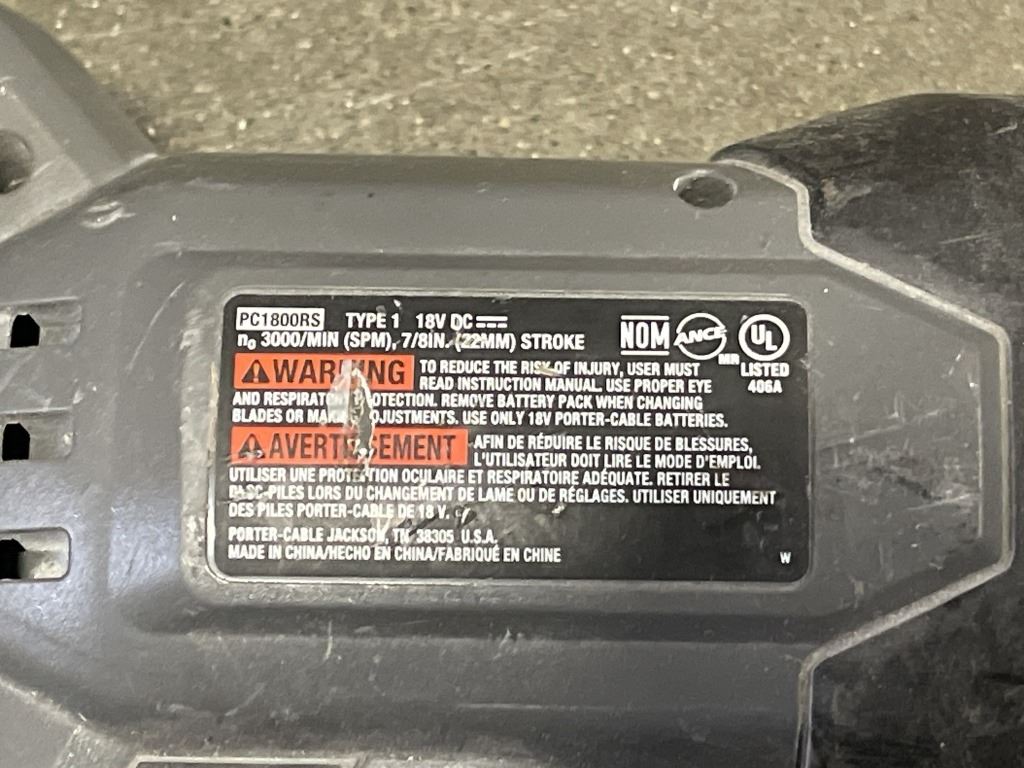 PC1800RS TYPE 1 18V DC
n₀ 3000/MIN (SPM), 7/8IN. (22MM) STROKE
NOM ANCE MR UL LISTED 406A
WARNING TO REDUCE THE RISK OF INJURY, USER MUST
READ INSTRUCTION MANUAL. USE PROPER EYE
AND RESPIRATORY PROTECTION. REMOVE BATTERY PACK WHEN CHANGING
BLADES OR MAKING ADJUSTMENTS. USE ONLY 18V PORTER-CABLE BATTERIES.
AVERTISSEMENT AFIN DE RÉDUIRE LE RISQUE DE BLESSURES,
L'UTILISATEUR DOIT LIRE LE MODE D'EMPLOI.
UTILISER UNE PROTECTION OCULAIRE ET RESPIRATOIRE ADÉQUATE. RETIRER LE
BLOC-PILES LORS DU CHANGEMENT DE LAME OU DE RÉGLAGES. UTILISER UNIQUEMENT
DES PILES PORTER-CABLE DE 18 V.
PORTER-CABLE JACKSON, TN 38305 U.S.A.
MADE IN CHINA/HECHO EN CHINA/FABRIQUÉ EN CHINE
W